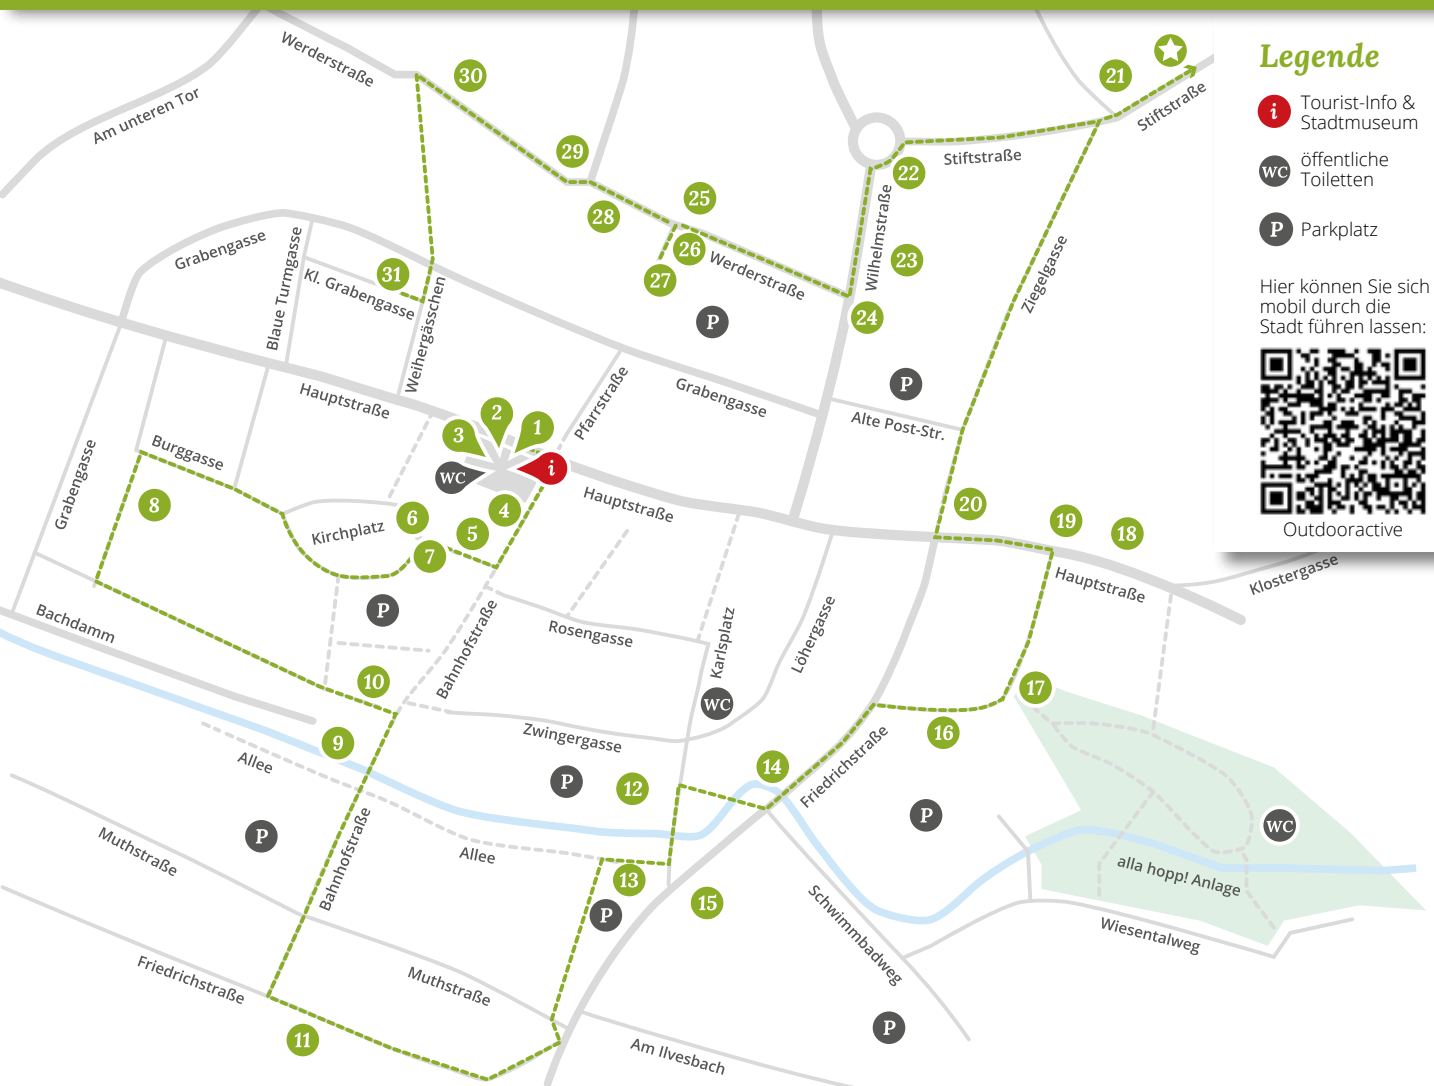 Werderstraße
30
Am unteren Tor
29
28
25
26
27
Werderstraße
22
Stiftstraße
21
Stiftstraße
Wilhelmstraße
23
24
Ziegelgasse
Grabengasse
Blaue Turmgasse
Kl. Grabengasse
31
Weihergässchen
P
P
Hauptstraße
Pfarrstraße
Grabengasse
Alte Post-Str.
3
2
1
WC
i
Grabengasse
Burggasse
8
Kirchplatz
6
7
5
4
Hauptstraße
20
19
18
Hauptstraße
Klostergasse
Bachdamm
P
Bahnhofstraße
Rosengasse
Karlsplatz
Löhergasse
10
9
WC
Zwingergasse
17
16
Allee
P
12
14
Friedrichstraße
P
WC
Muthstraße
P
Bahnhofstraße
Allee
13
P
15
alla hopp! Anlage
Schwimmbadweg
Wiesentalweg
Friedrichstraße
Muthstraße
11
Am Ilvesbach
P
Legende
i
Tourist-Info &
Stadtmuseum
WC
öffentliche
Toiletten
P
Parkplatz
Hier können Sie sich
mobil durch die
Stadt führen lassen:
Outdooractive